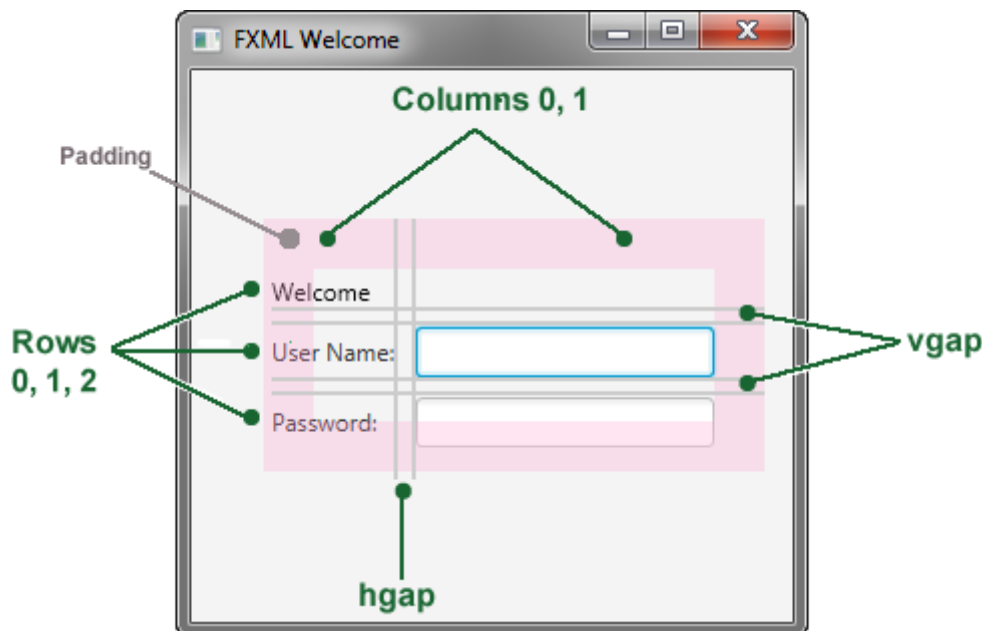 FXML Welcome
Columns 0, 1
Padding
Welcome
Rows
0, 1, 2
User Name:
vgap
Password:
hgap